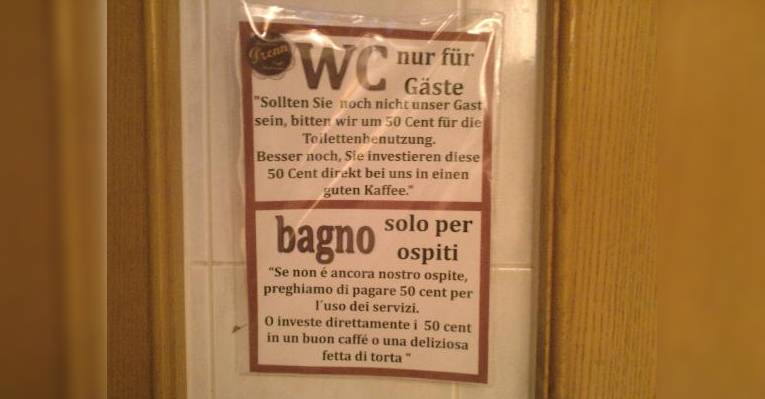 Prenn
WC nur für
Gäste
"Sollten Sie noch nicht unser Gast
sein, bitten wir um 50 Cent für die
Toilettenbenutzung.
Besser noch, Sie investieren diese
50 Cent direkt bei uns in einen
guten Kaffee."
bagno solo per
ospiti
"Se non é ancora nostro ospite,
preghiamo di pagare 50 cent per
l´uso dei servizi.
O investe direttamente i 50 cent
in un buon caffé o una deliziosa
fetta di torta "